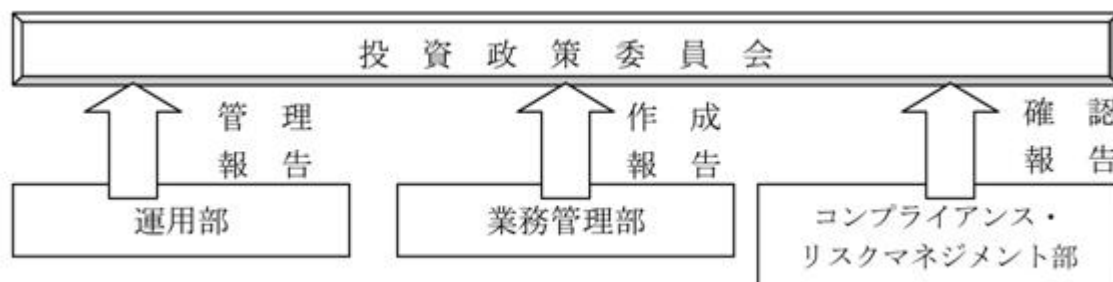 投資政策委員会
管理
報告
作成
報告
確認
報告
運用部
業務管理部
コンプライアンス・
リスクマネジメント部